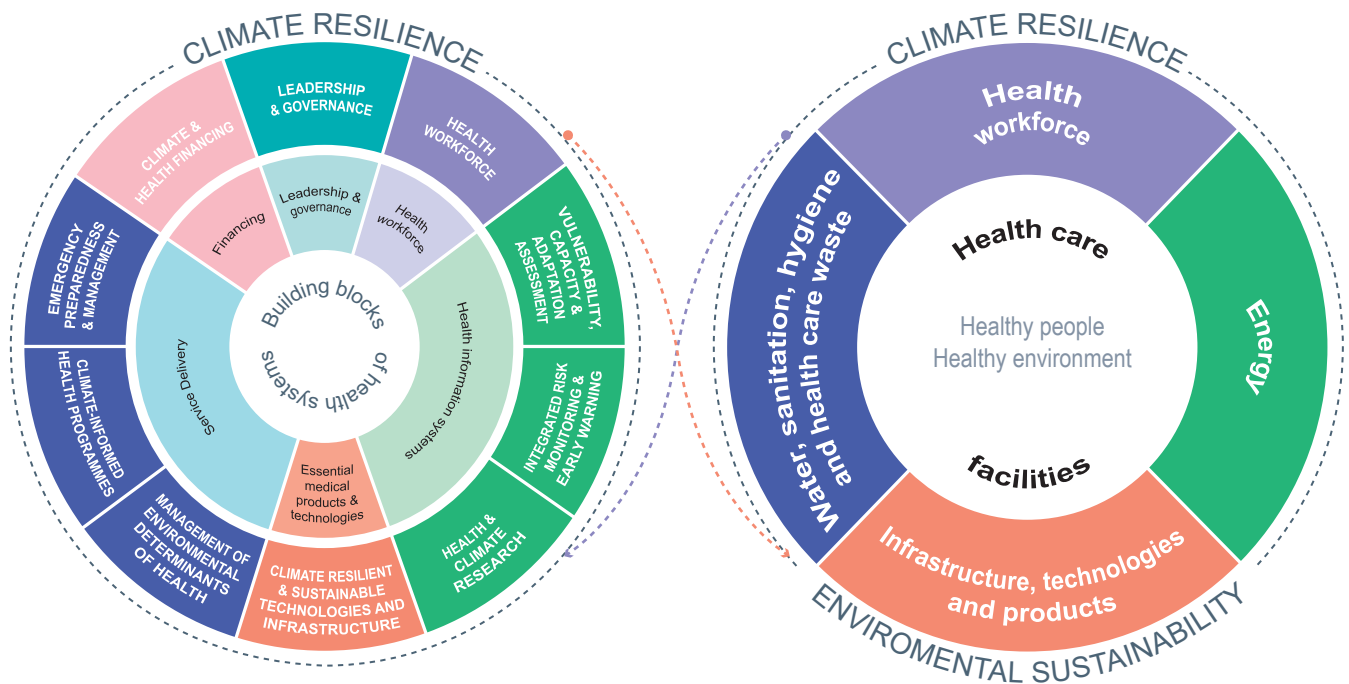 CLIMATE RESILIENCE
LEADERSHIP
& GOVERNANCE
HEALTH
WORKFORCE
VULNERABILITY,
CAPACITY &
ADAPTATION
ASSESSMENT
INTEGRATED RISK
MONITORING &
EARLY WARNING
HEALTH &
CLIMATE
RESEARCH
CLIMATE RESILIENT
& SUSTAINABLE
TECHNOLOGIES AND
INFRASTRUCTURE
MANAGEMENT OF
ENVIRONMENTAL
DETERMINANTS
OF HEALTH
CLIMATE-INFORMED
HEALTH PROGRAMMES
EMERGENCY
PREPAREDNESS
& MANAGEMENT
CLIMATE &
HEALTH FINANCING
Leadership &
governance
Health
workforce
Health information systems
Essential
medical
products &
technologies
Service Delivery
Financing
Building blocks
of health systems
CLIMATE RESILIENCE
Health
workforce
Energy
Infrastructure, technologies
and products
Water, sanitation, hygiene
and health care waste
Health care
Healthy people
Healthy environment
facilities
ENVIROMENTAL SUSTAINABILITY